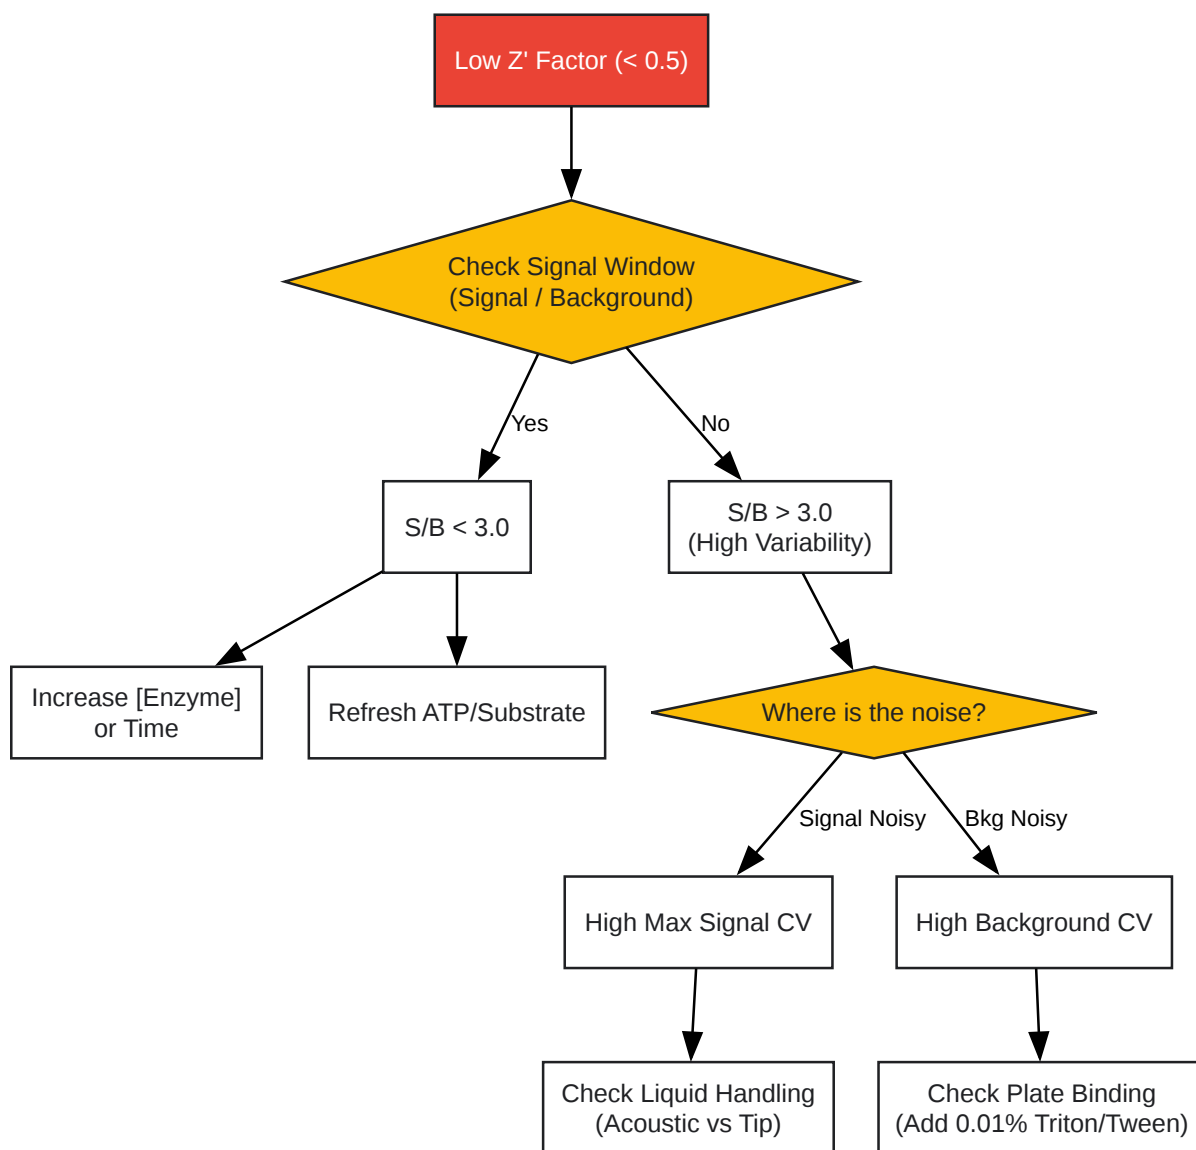 Low Z' Factor (< 0.5)
Check Signal Window
(Signal / Background)
Yes
No
S/B < 3.0
S/B > 3.0
(High Variability)
Increase [Enzyme]
or Time
Refresh ATP/Substrate
Where is the noise?
Signal Noisy
Bkg Noisy
High Max Signal CV
High Background CV
Check Liquid Handling
(Acoustic vs Tip)
Check Plate Binding
(Add 0.01% Triton/Tween)